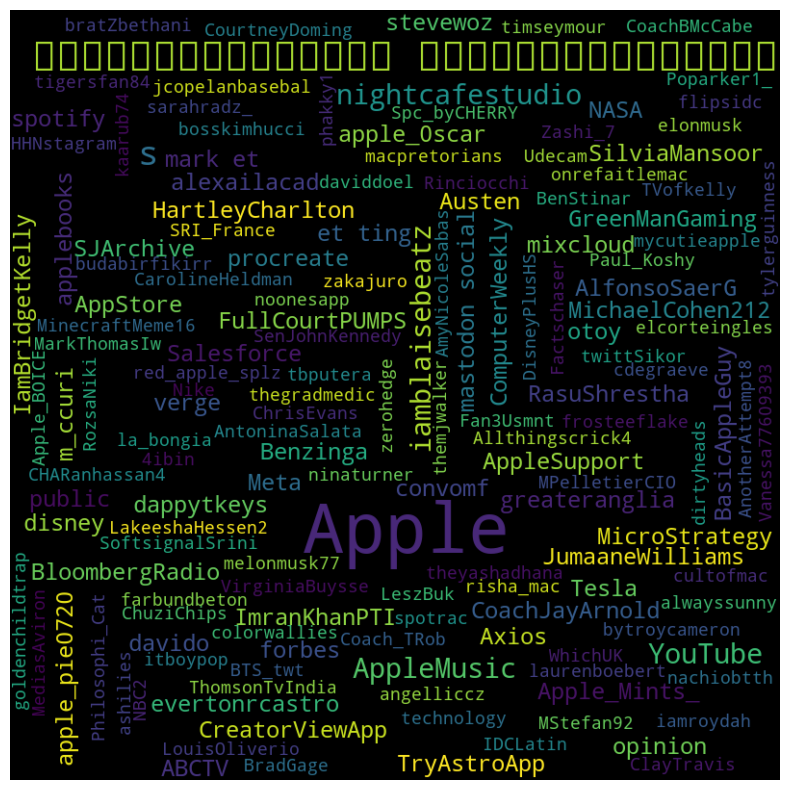 bratZbethani CourtneyDoming stevewoz timseymour CoachBMcCabe
tigersfan84 jcopelanbasebal nightcafestudio Poparker1_
kaarub74 sarahradz_ phakky1 Spc_byCHERRY NASA flipsidc
spotify bosskimhucci apple_Oscar Zashi_7 elonmusk
HHNstagram s mark et macpretorians Udecam SilviaMansoor
applebooks alexailacad daviddoel Rinciocchi onrefaitlemac TVofkelly
HartleyCharlton Austen BenStinar tylerguinness
IamBridgetKelly SRI_France et ting iamblaisebeatz AmyNicoleSabas mastodon social ComputerWeekly GreenManGaming
SJArchive procreate DisneyPlusHS mixcloud mycutieapple
budabirfikirr CarolineHeldman zakajuro Factschaser Paul_Koshy
AppStore noonesapp AlfonsoSaerG
MinecraftMeme16 FullCourtPUMPS MichaelCohen212
MarkThomasIw SenJohnKennedy otoy elcorteingles
Apple_BOICE m_ccuri RozsaNiki Salesforce zerohedge themjwalker twittSikor BasicAppleGuy AnotherAttempt8 Vanessa77609393
red_apple_splz tbputera cdegraeve
Nike thegradmedic RasuShrestha
verge ChrisEvans Fan3Usmnt frosteeflake
la_bongia AntoninaSalata Allthingscrick4 dirtyheads
4ibin Benzinga AppleSupport
CHARanhassan4 Meta ninaturner MPelletierCIO
public dappytkeys convomf greateranglia
disney LakeeshaHessen2 Apple MicroStrategy
SoftsignalSrini JumaaneWilliams
goldenchildtrap BloombergRadio melonmusk77 theyashadhana cultofmac
MediasAviron apple_pie0720 Philosophi_Cat VirginiaBuysse risha_mac Tesla
farbundbeton LeszBuk alwayssunny
ChuziChips ImranKhanPTI spotrac CoachJayArnold
ashilies NBC2 davido colorwallies forbes Coach_TRob Axios bytroycameron
itboypop BTS_twt AppleMusic WhichUK YouTube
laurenboebert nachiobtth
ThomsonTvIndia angelliccz Apple_Mints_
evertonrcastro technology MStefan92 iamroydah
CreatorViewApp IDCLatin opinion
LouisOliverio
ABCTV BradGage TryAstroApp ClayTravis